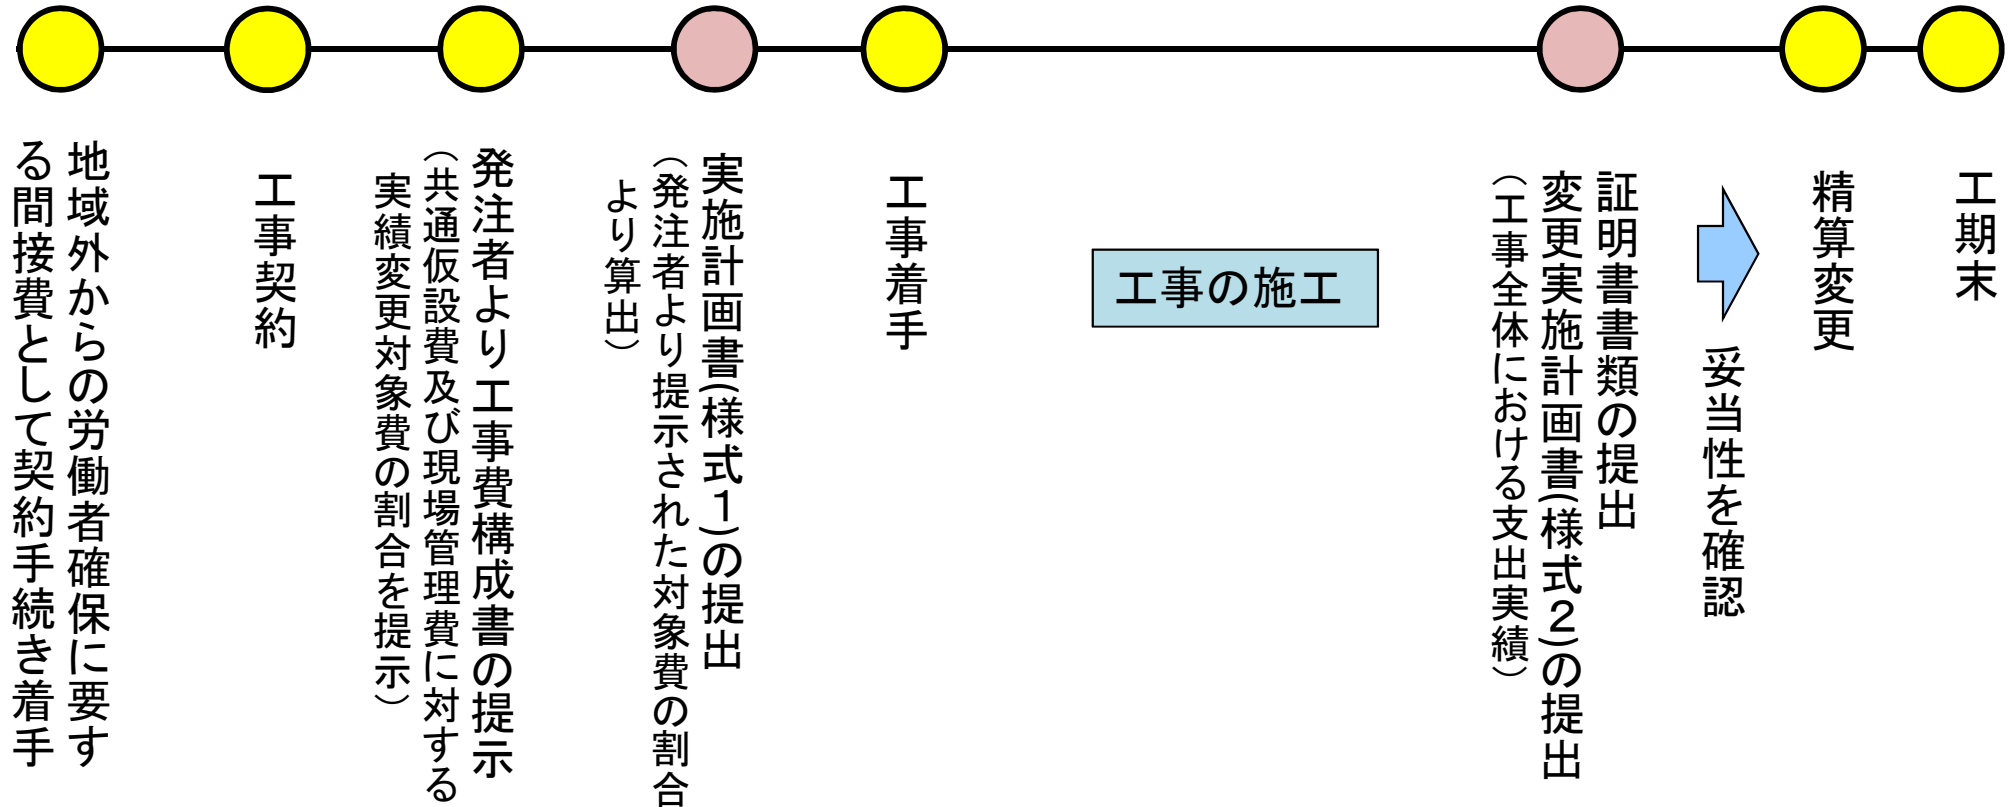 地域外からの労働者確保に要す
る間接費として契約手続き着手
工事契約
発注者より工事費構成書の提示
（共通仮設費及び現場管理費に対する
実績変更対象費の割合を提示）
実施計画書(様式１)の提出
（発注者より提示された対象費の割合
より算出）
工事着手
工事の施工
証明書書類の提出
変更実施計画書(様式２)の提出
（工事全体における支出実績）
妥当性を確認
精算変更
工期末